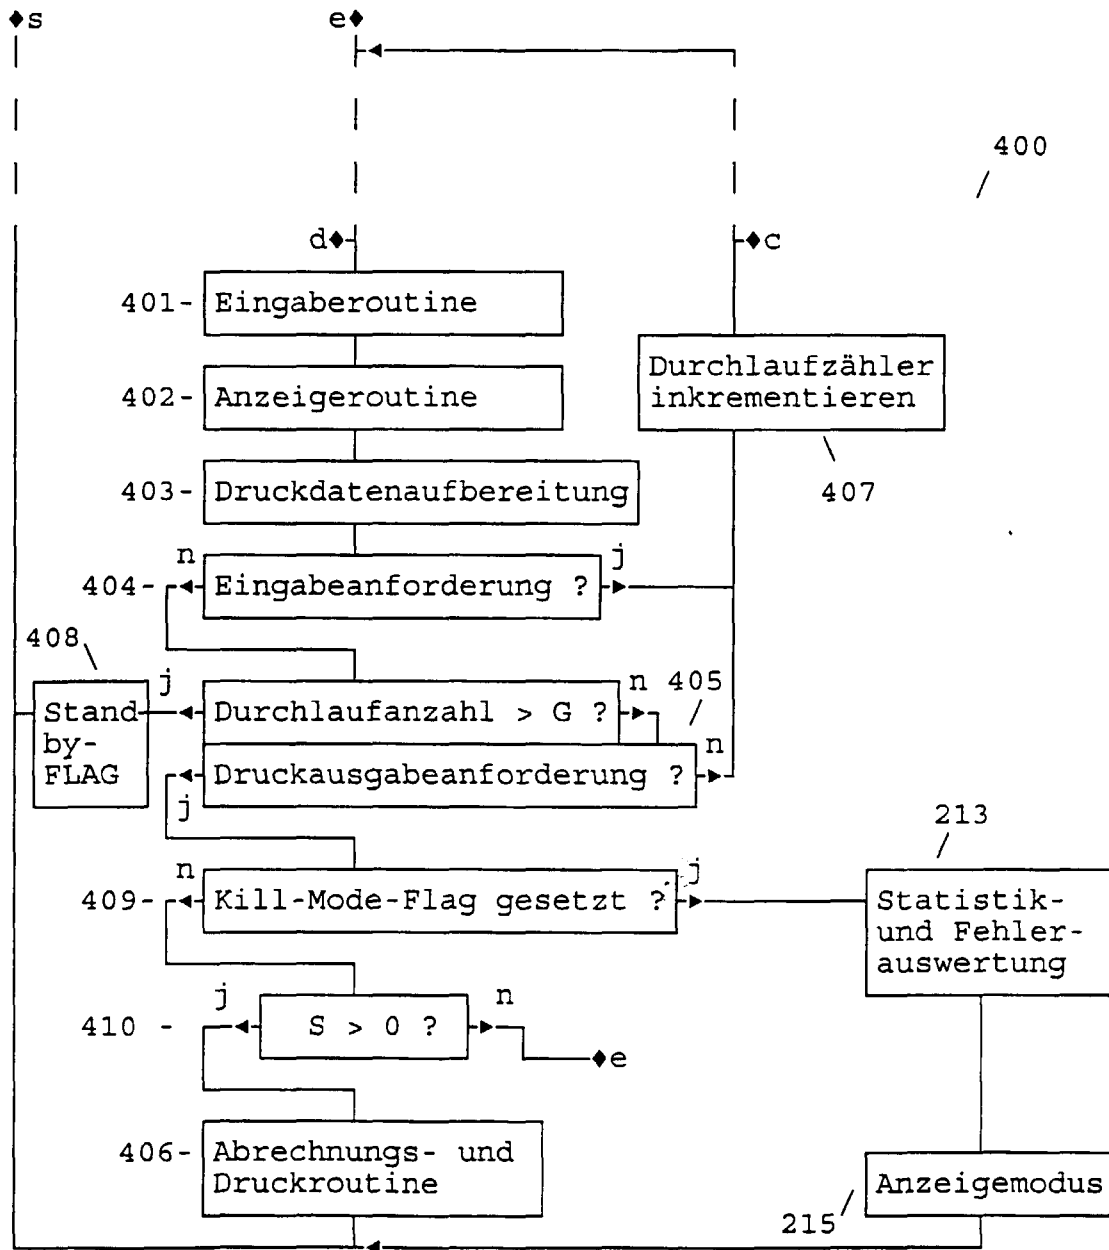 ♦s
e♦
400
d♦
♦c
401- Eingaberoutine
Durchlaufzähler
inkrementieren
402- Anzeigeroutine
403- Druckdatenaufbereitung
407
n
j
404- Eingabeanforderung ?
408
j
n
405
Stand
by-
FLAG
Durchlaufanzahl > G ?
n
Druckausgabeanforderung ?
j
213
n
j
409- Kill-Mode-Flag gesetzt ?
Statistik-
und Fehler-
auswertung
j
n
410 - S > 0 ?
♦e
406- Abrechnungs- und
Druckroutine
Anzeigemodus
215